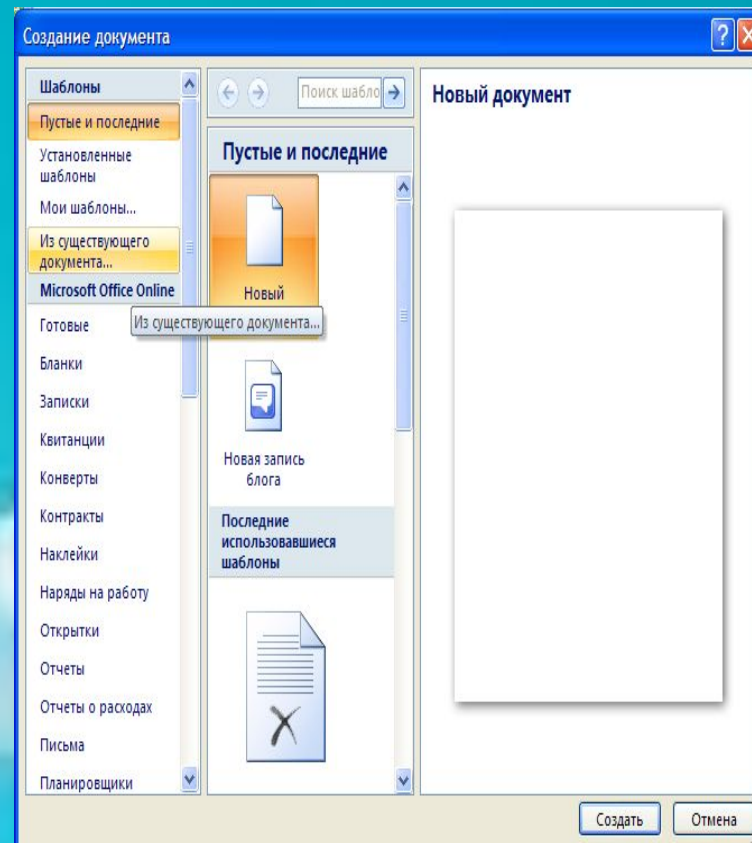 Создание документа
Шаблоны
Пустые и последние
Установленные
шаблоны
Мои шаблоны...
Из существующего
документа...
Microsoft Office Online
Готовые
Бланки
Записки
Квитанции
Конверты
Контракты
Наклейки
Наряды на работу
Открытки
Отчеты
Отчеты о расходах
Письма
Планировщики
Поиск шабло
Пустые и последние
Новый
Из существующего документа...
Новая запись
блога
Последние
использовавшиеся
шаблоны
Новый документ
Создать
Отмена